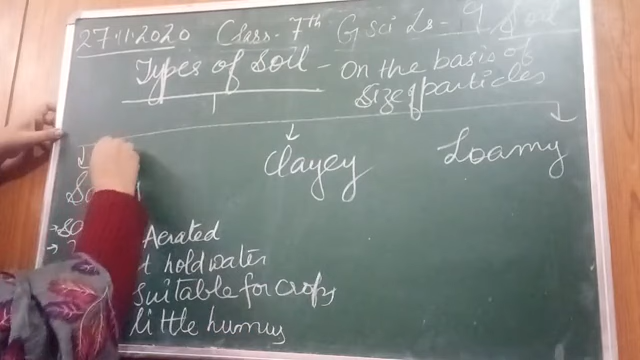 27.11.2020 Class- 7th G sci Ls- 9 Soil
Types of Soil - On the basis of
size of particles
Clayey
Loamy
Aerated
hold water
suitable for crops
little humus